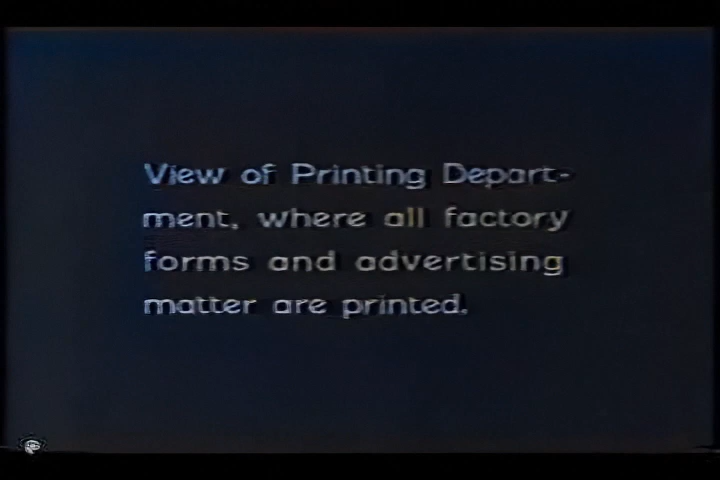 View of Printing Depart-
ment, where all factory
forms and advertising
matter are printed.